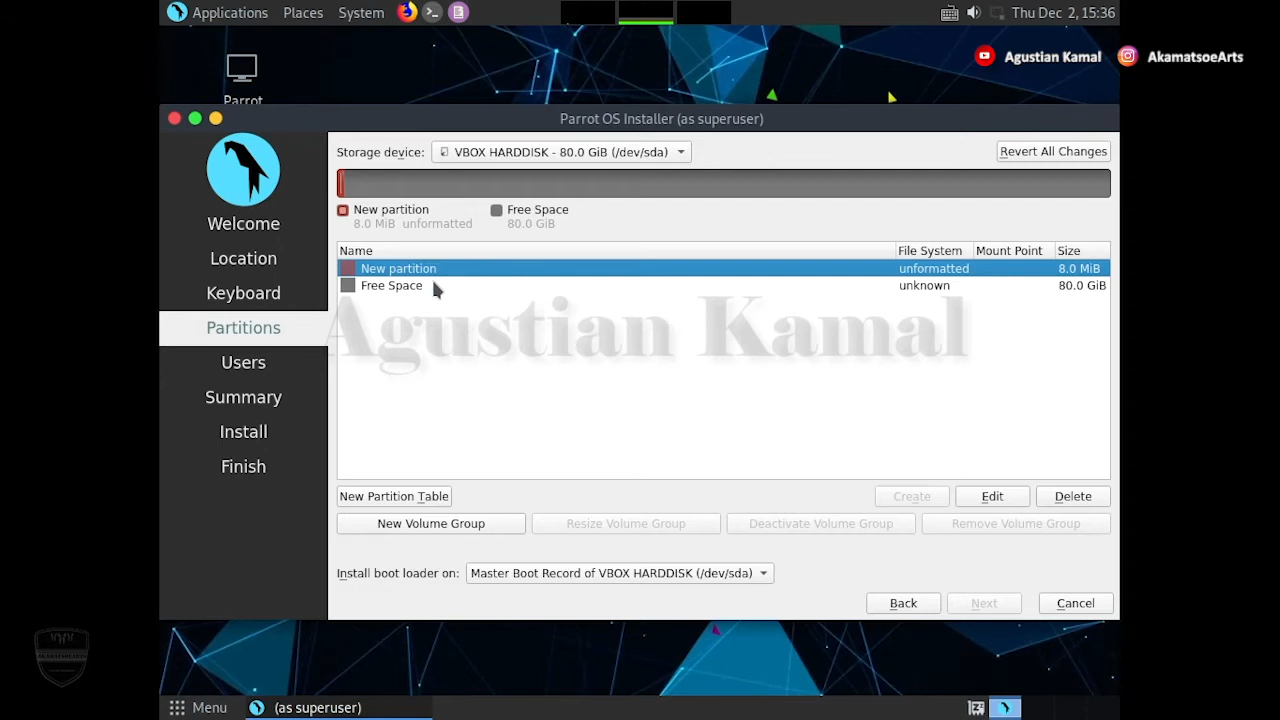 Applications Places System Thu Dec 2, 15:36
Agustian Kamal AkamatsoeArts
Parrot
Parrot OS Installer (as superuser)
Welcome
Location
Keyboard
Partitions
Users
Summary
Install
Finish
Storage device: VBOX HARDDISK - 80.0 GiB (/dev/sda) Revert All Changes
New partition Free Space
8.0 MiB unformatted 80.0 GiB
Name File System Mount Point Size
New partition unformatted 8.0 MiB
Free Space unknown 80.0 GiB
Agustian Kamal
New Partition Table Create Edit Delete
New Volume Group Resize Volume Group Deactivate Volume Group Remove Volume Group
Install boot loader on: Master Boot Record of VBOX HARDDISK (/dev/sda)
Back Next Cancel
Menu (as superuser)